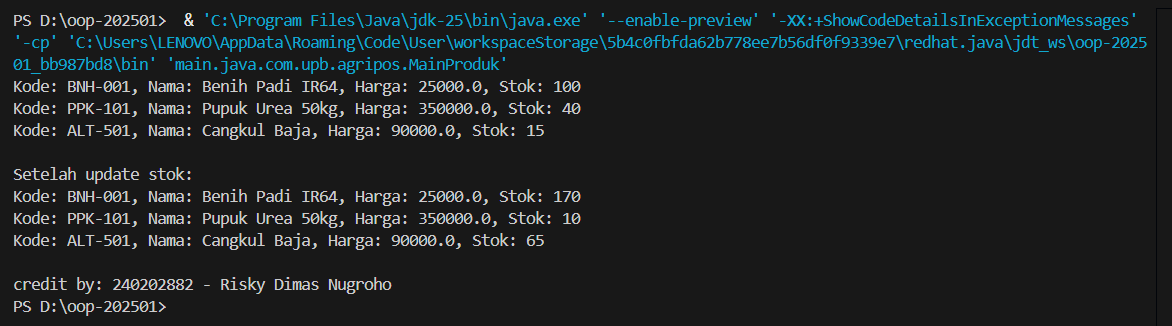 PS D:\oop-202501>  & 'C:\Program Files\Java\jdk-25\bin\java.exe' '--enable-preview' '-XX:+ShowCodeDetailsInExceptionMessages'
'-cp' 'C:\Users\LENOVO\AppData\Roaming\Code\User\workspaceStorage\5b4c0fbfda62b778ee7b56df0f9339e7\redhat.java\jdt_ws\oop-2025
01_bb987bd8\bin' 'main.java.com.upb.agripos.MainProduk'
Kode: BNH-001, Nama: Benih Padi IR64, Harga: 25000.0, Stok: 100
Kode: PPK-101, Nama: Pupuk Urea 50kg, Harga: 350000.0, Stok: 40
Kode: ALT-501, Nama: Cangkul Baja, Harga: 90000.0, Stok: 15

Setelah update stok:
Kode: BNH-001, Nama: Benih Padi IR64, Harga: 25000.0, Stok: 170
Kode: PPK-101, Nama: Pupuk Urea 50kg, Harga: 350000.0, Stok: 10
Kode: ALT-501, Nama: Cangkul Baja, Harga: 90000.0, Stok: 65

credit by: 240202882 - Risky Dimas Nugroho
PS D:\oop-202501>